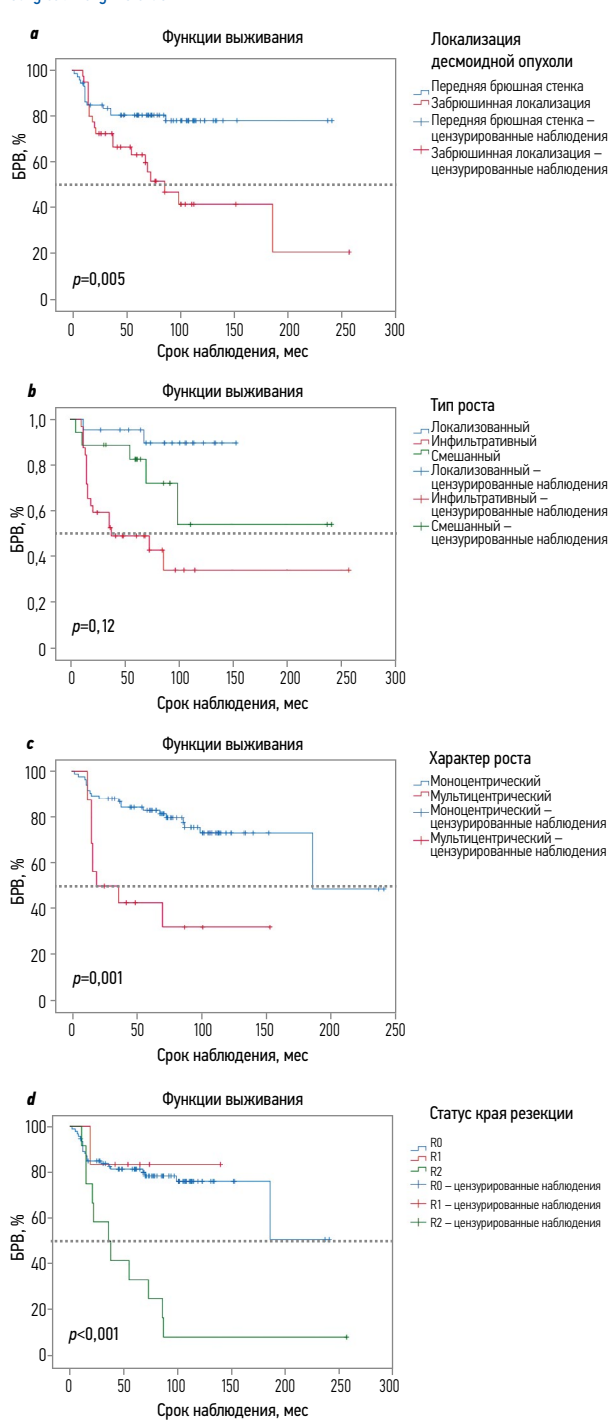 a
Функции выживания
БРВ, %
100
80
60
40
20
0
p=0,005
0 50 100 150 200 250 300
Срок наблюдения, мес
Локализация
десмоидной опухоли
Передняя брюшная стенка
Забрюшинная локализация
Передняя брюшная стенка –
цензурированные наблюдения
Забрюшинная локализация –
цензурированные наблюдения
b
Функции выживания
БРВ, %
1,0
0,8
0,6
0,4
0,2
0
p=0,12
0 50 100 150 200 250 300
Срок наблюдения, мес
Тип роста
Локализованный
Инфильтративный
Смешанный
Локализованный –
цензурированные наблюдения
Инфильтративный –
цензурированные наблюдения
Смешанный –
цензурированные наблюдения
c
Функции выживания
БРВ, %
100
80
60
40
20
0
p=0,001
0 50 100 150 200 250
Срок наблюдения, мес
Характер роста
Моноцентрический
Мультицентрический
Моноцентрический –
цензурированные наблюдения
Мультицентрический –
цензурированные наблюдения
d
Функции выживания
БРВ, %
100
80
60
40
20
0
p<0,001
0 50 100 150 200 250 300
Срок наблюдения, мес
Статус края резекции
R0
R1
R2
R0 – цензурированные наблюдения
R1 – цензурированные наблюдения
R2 – цензурированные наблюдения